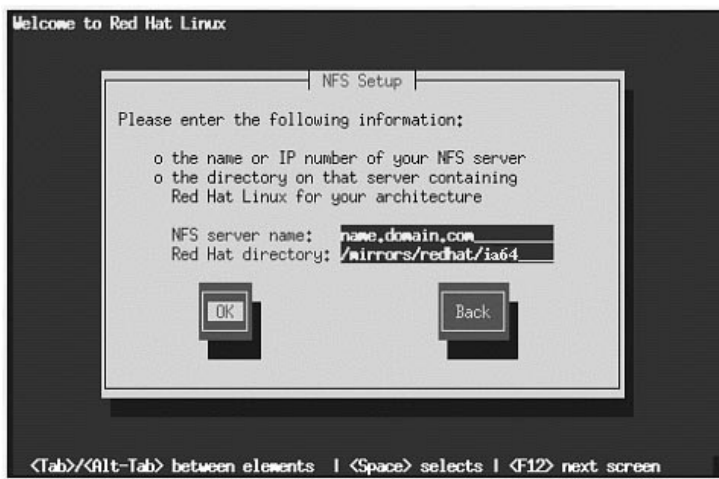 Welcome to Red Hat Linux
NFS Setup
Please enter the following information:
o the name or IP number of your NFS server
o the directory on that server containing
Red Hat Linux for your architecture
NFS server name: name.domain.com
Red Hat directory: /mirrors/redhat/ia64
OK Back
<Tab>/<Alt-Tab> between elements | <Space> selects | <F12> next screen